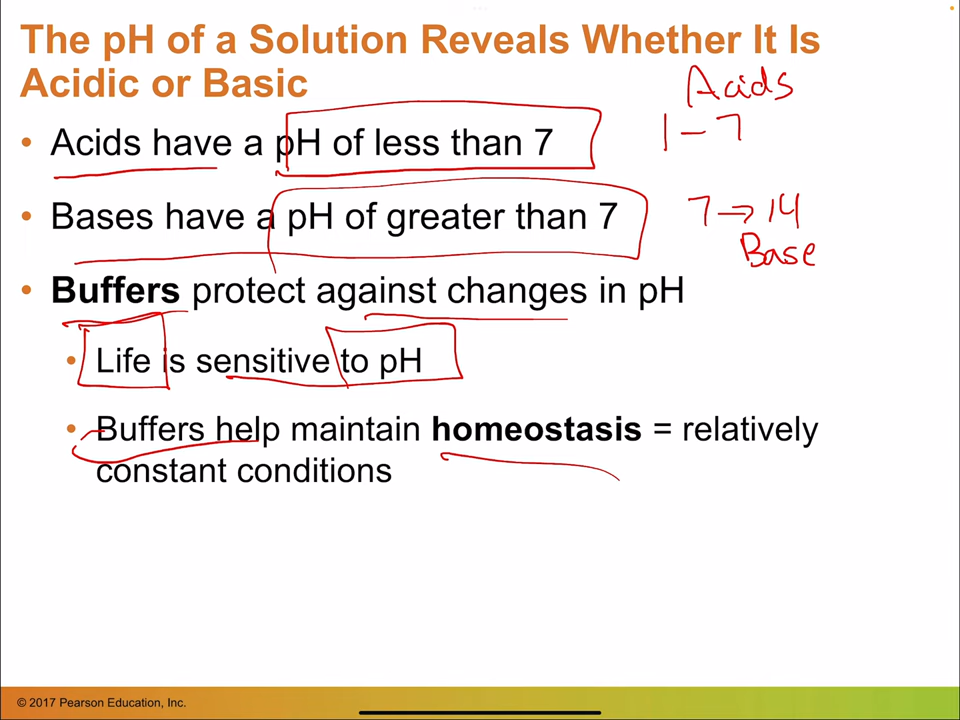 The pH of a Solution Reveals Whether It Is
Acidic or Basic
Acids
• Acids have a pH of less than 7
1 – 7
• Bases have a pH of greater than 7
7 → 14
Base
• Buffers protect against changes in pH
• Life is sensitive to pH
• Buffers help maintain homeostasis = relatively
constant conditions
© 2017 Pearson Education, Inc.